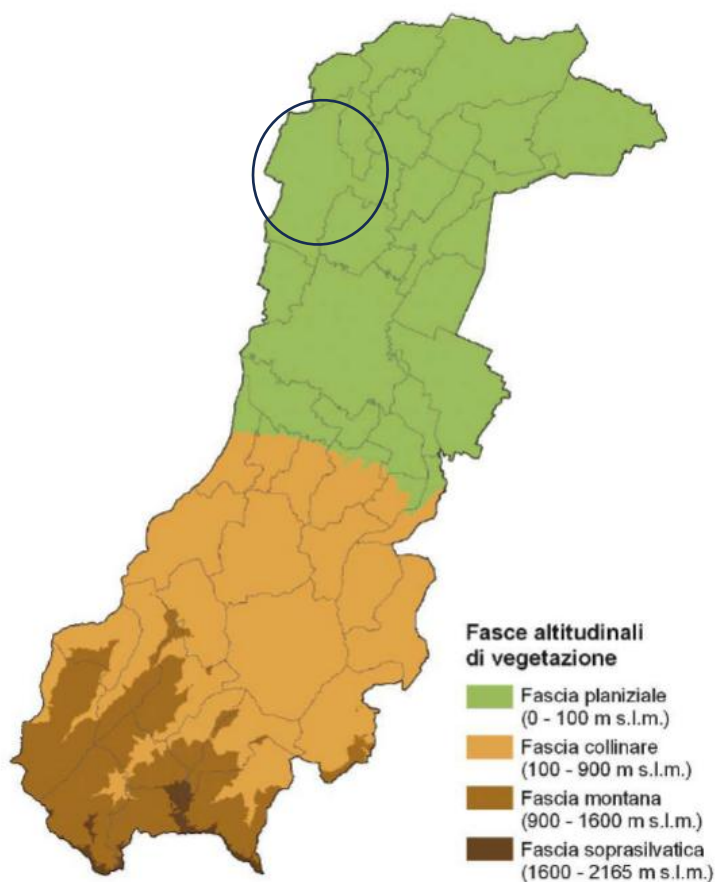 Fasce altitudinali
di vegetazione
Fascia planiziale
(0 - 100 m s.l.m.)
Fascia collinare
(100 - 900 m s.l.m.)
Fascia montana
(900 - 1600 m s.l.m.)
Fascia soprasilvatica
(1600 - 2165 m s.l.m.)